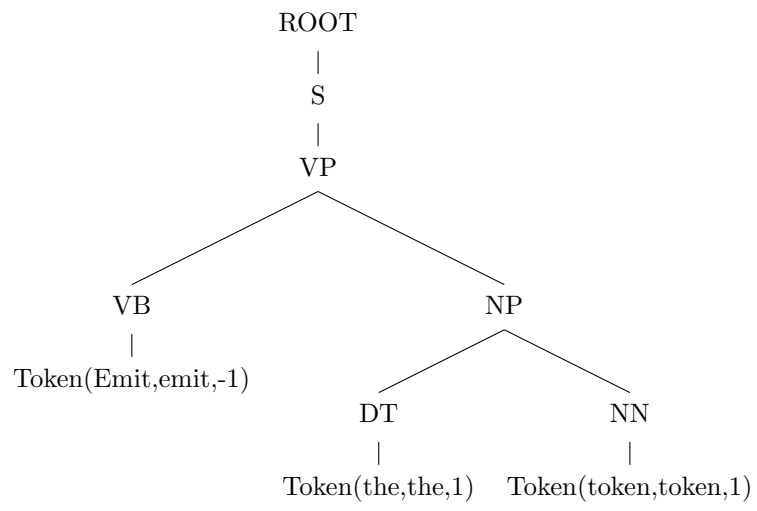 ROOT
S
VP
VB NP
Token(Emit,emit,-1)
DT NN
Token(the,the,1) Token(token,token,1)